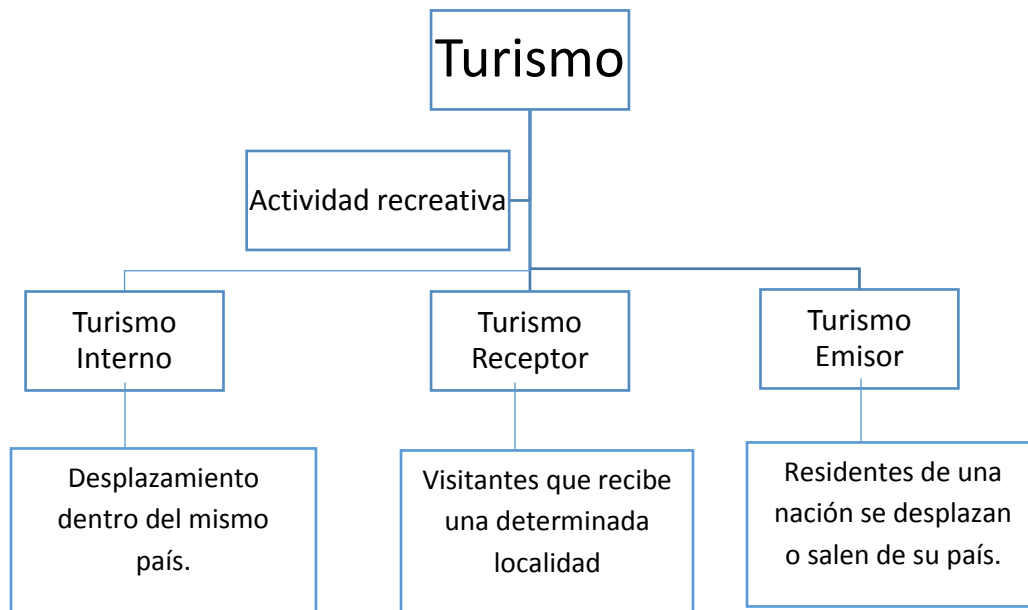 Turismo
Actividad recreativa
Turismo
Interno
Turismo
Receptor
Turismo
Emisor
Desplazamiento
dentro del mismo
país.
Visitantes que recibe
una determinada
localidad
Residentes de una
nación se desplazan
o salen de su país.